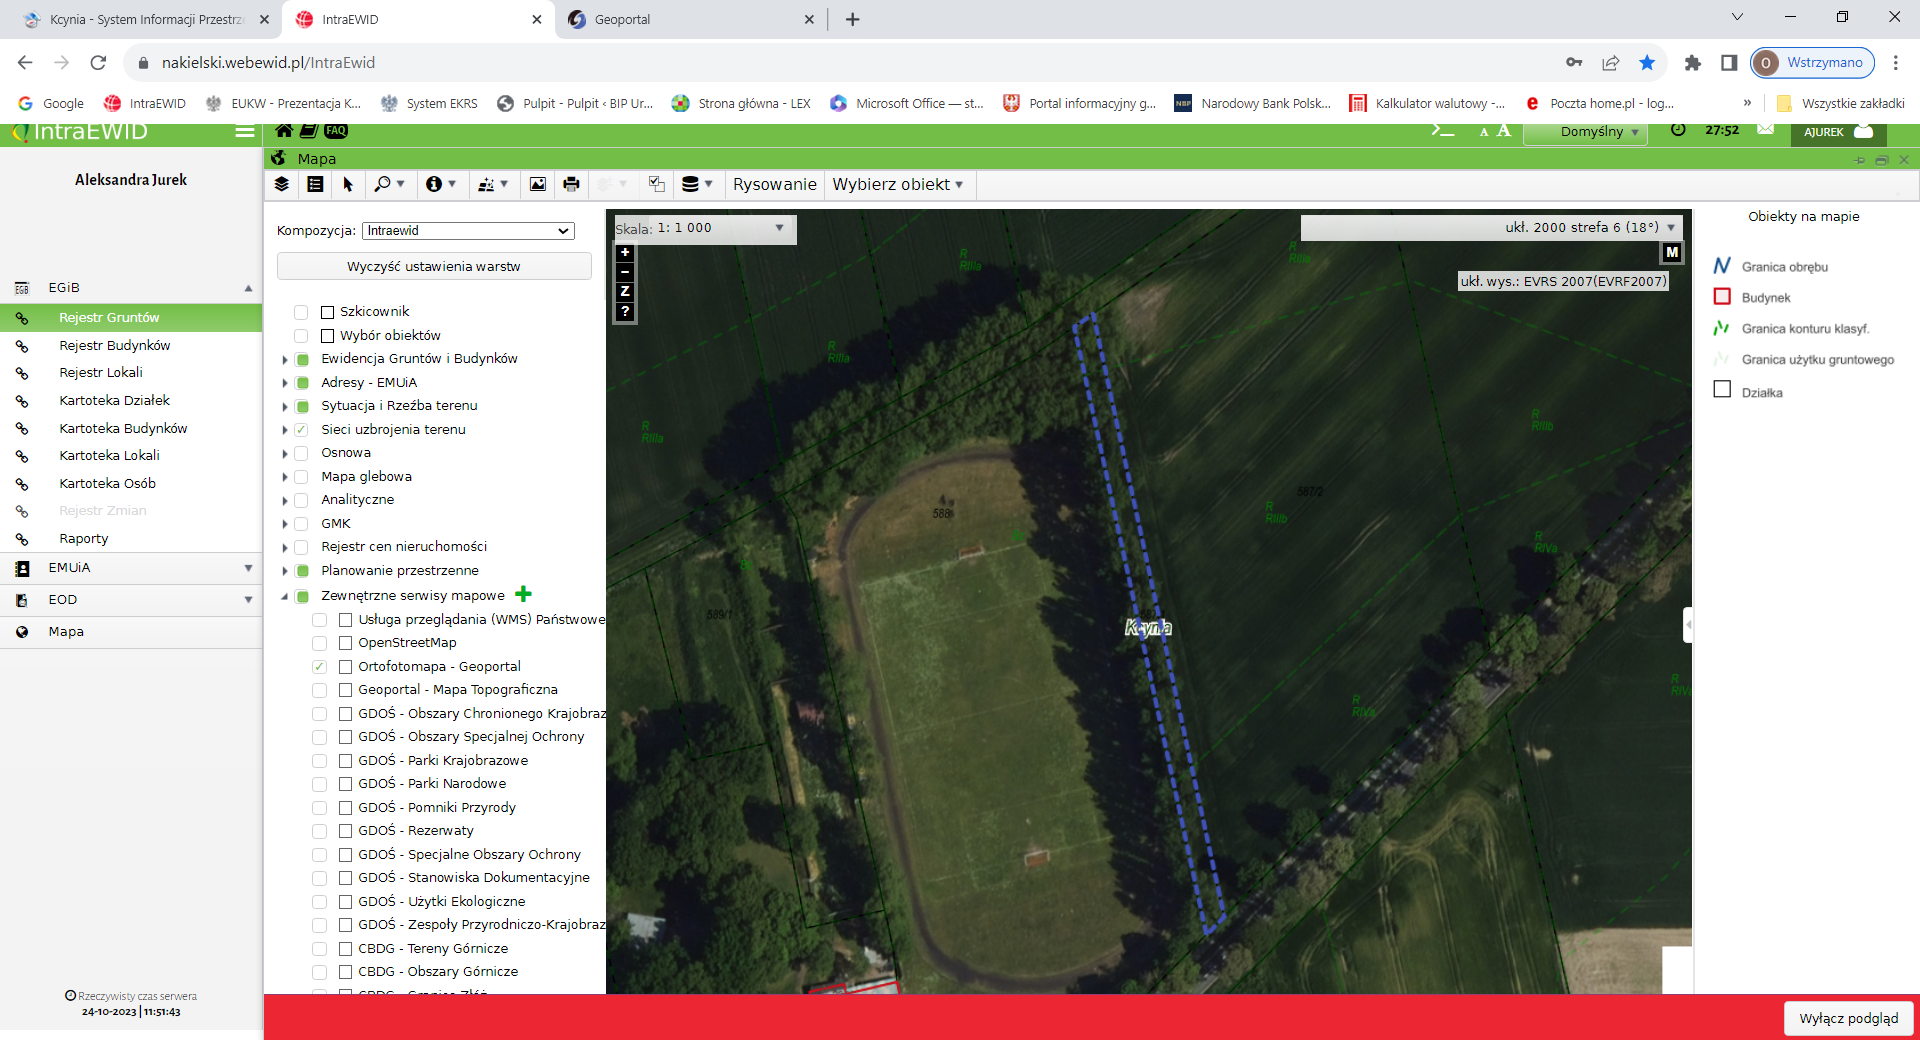 Kcynia - System Informacji Przestrz
IntraEWID
Geoportal
nakielski.webewid.pl/IntraEwid
O Wstrzymano
Google
IntraEWID
EUKW - Prezentacja K...
System EKRS
Pulpit - Pulpit ‹ BIP Ur...
Strona główna - LEX
Microsoft Office — st...
Portal informacyjny g...
NBP Narodowy Bank Polsk...
Kalkulator walutowy -...
Poczta home.pl - log...
»
Wszystkie zakładki
IntraEWID
FAQ
A A
Domyślny
27:52
AJUREK
Mapa
Aleksandra Jurek
Rysowanie
Wybierz obiekt
EGiB
Rejestr Gruntów
Rejestr Budynków
Rejestr Lokali
Kartoteka Działek
Kartoteka Budynków
Kartoteka Lokali
Kartoteka Osób
Rejestr Zmian
Raporty
EMUiA
EOD
Mapa
Rzeczywisty czas serwera
24-10-2023 | 11:51:43
Kompozycja: Intraewid
Wyczyść ustawienia warstw
Szkicownik
Wybór obiektów
Ewidencja Gruntów i Budynków
Adresy - EMUiA
Sytuacja i Rzeźba terenu
Sieci uzbrojenia terenu
Osnowa
Mapa glebowa
Analityczne
GMK
Rejestr cen nieruchomości
Planowanie przestrzenne
Zewnętrzne serwisy mapowe
Usługa przeglądania (WMS) Państwowe
OpenStreetMap
Ortofotomapa - Geoportal
Geoportal - Mapa Topograficzna
GDOŚ - Obszary Chronionego Krajobraz
GDOŚ - Obszary Specjalnej Ochrony
GDOŚ - Parki Krajobrazowe
GDOŚ - Parki Narodowe
GDOŚ - Pomniki Przyrody
GDOŚ - Rezerwaty
GDOŚ - Specjalne Obszary Ochrony
GDOŚ - Stanowiska Dokumentacyjne
GDOŚ - Użytki Ekologiczne
GDOŚ - Zespoły Przyrodniczo-Krajobraz
CBDG - Tereny Górnicze
CBDG - Obszary Górnicze
Skala: 1: 1 000
+
−
Z
?
ukł. 2000 strefa 6 (18°)
M
ukł. wys.: EVRS 2007(EVRF2007)
R
RIIIa
R
RIIIa
R
RIIIa
R
RIIIa
R
RIIIb
587/2
R
RIIIb
588
R
RIVa
589/1
Kcynia
R
RIVa
R
Obiekty na mapie
Granica obrębu
Budynek
Granica konturu klasyf.
Granica użytku gruntowego
Działka
Wyłącz podgląd